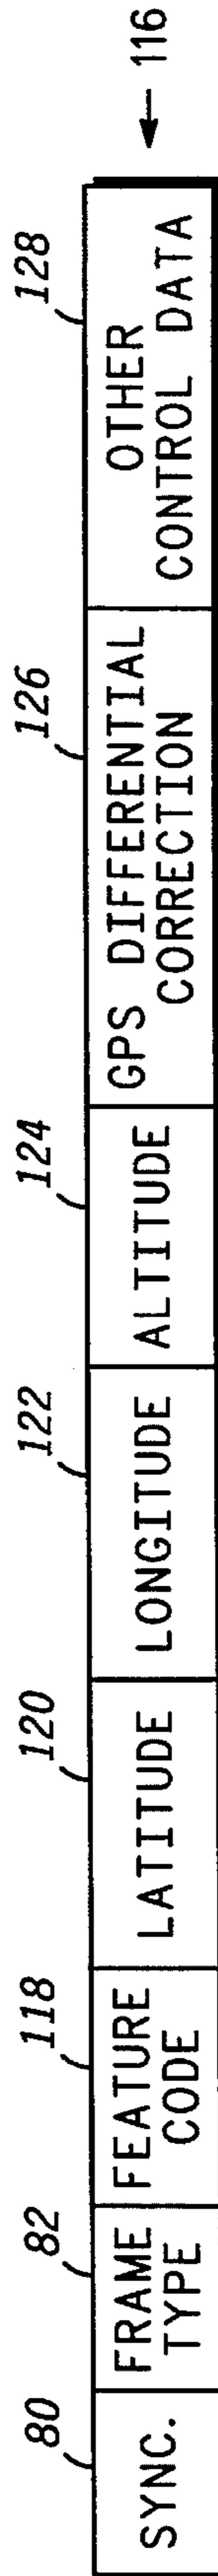 80
82
118
120
122
124
126
128
SYNC.
FRAME
TYPE
FEATURE
CODE
LATITUDE
LONGITUDE
ALTITUDE
GPS DIFFERENTIAL
CORRECTION
OTHER
CONTROL DATA
116